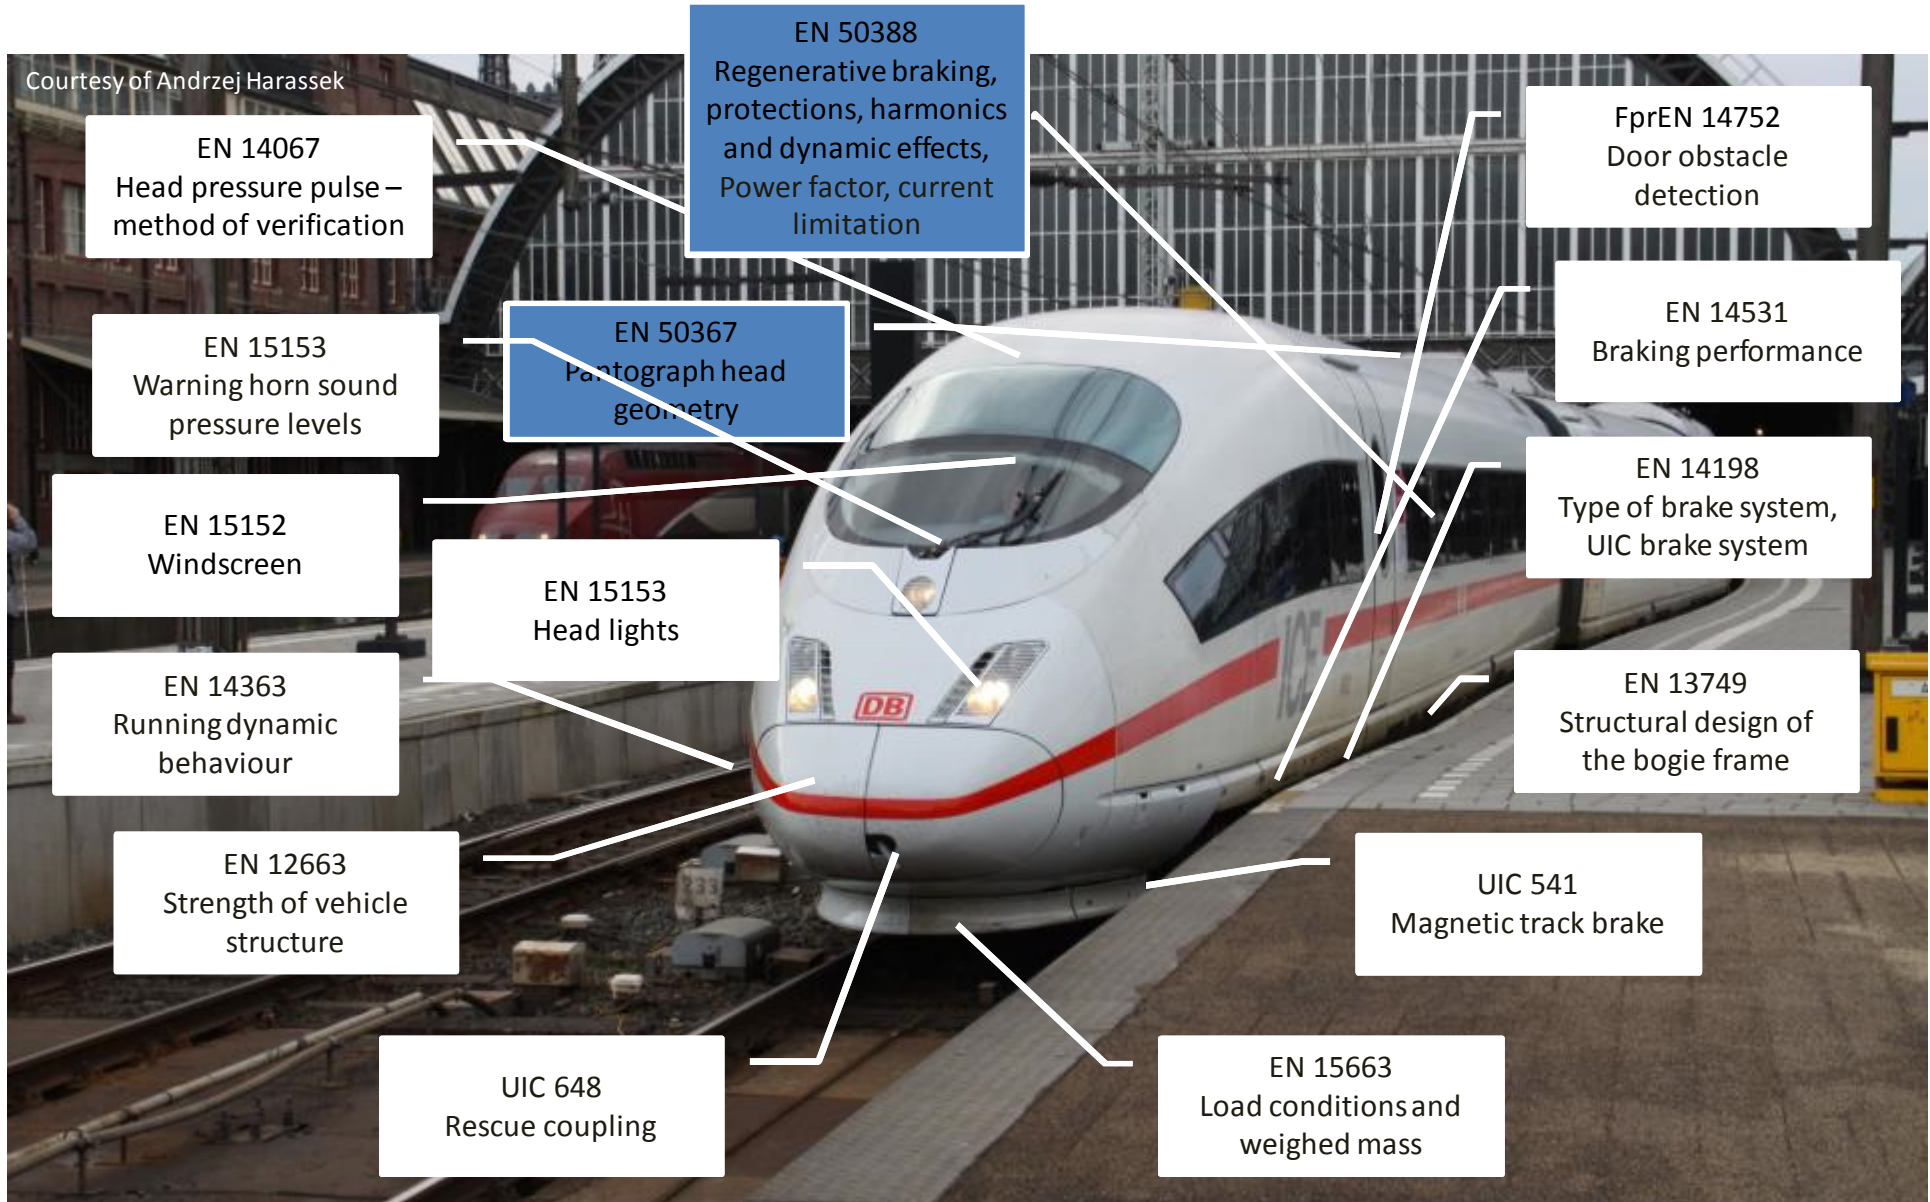 Courtesy of Andrzej Harassek
EN 50388
Regenerative braking,
protections, harmonics
and dynamic effects,
Power factor, current
limitation
EN 14067
Head pressure pulse –
method of verification
FprEN 14752
Door obstacle
detection
EN 15153
Warning horn sound
pressure levels
EN 50367
Pantograph head
geometry
EN 14531
Braking performance
EN 15152
Windscreen
EN 15153
Head lights
EN 14198
Type of brake system,
UIC brake system
EN 14363
Running dynamic
behaviour
DB
ICE
EN 13749
Structural design of
the bogie frame
EN 12663
Strength of vehicle
structure
233
UIC 541
Magnetic track brake
UIC 648
Rescue coupling
EN 15663
Load conditions and
weighed mass